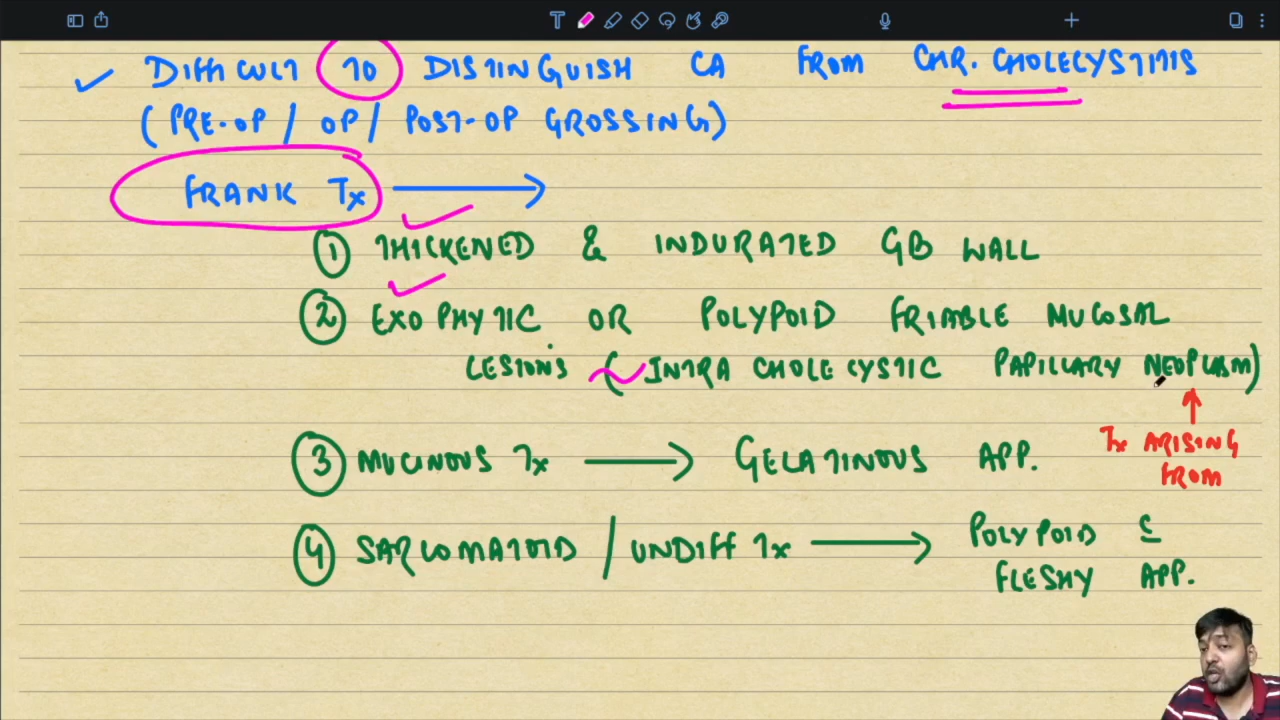 DIFFICULT TO DISTINGUISH CA FROM CHR. CHOLECYSTITIS
(PRE-OP / OP / POST-OP GROSSING)
FRANK Tx
① THICKENED & INDURATED GB WALL
② EXOPHYTIC OR POLYPOID FRIABLE MUCOSAL
LESIONS (INTRA CHOLECYSTIC PAPILLARY NEOPLASM)
Tx ARISING
FROM
③ MUCINOUS Tx → GELATINOUS APP.
④ SARCOMATOID / UNDIFF Tx → POLYPOID c̄
FLESHY APP.